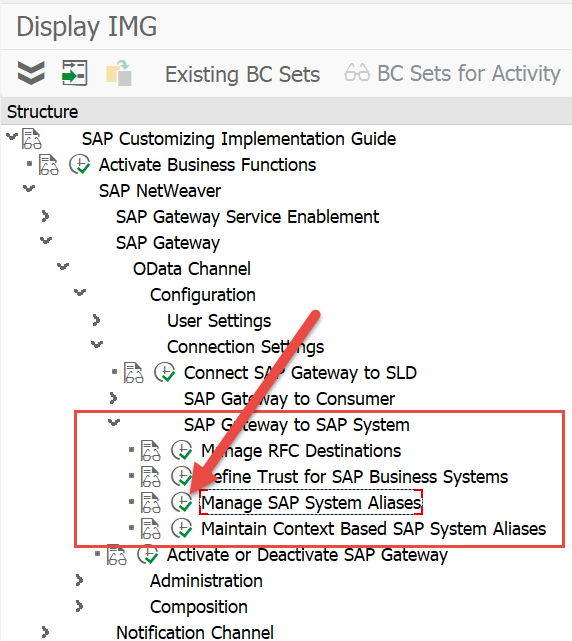 Display IMG
Existing BC Sets BC Sets for Activity
Structure
SAP Customizing Implementation Guide
Activate Business Functions
SAP NetWeaver
SAP Gateway Service Enablement
SAP Gateway
OData Channel
Configuration
User Settings
Connection Settings
Connect SAP Gateway to SLD
SAP Gateway to Consumer
SAP Gateway to SAP System
Manage RFC Destinations
Define Trust for SAP Business Systems
Manage SAP System Aliases
Maintain Context Based SAP System Aliases
Activate or Deactivate SAP Gateway
Administration
Composition
Notification Channel